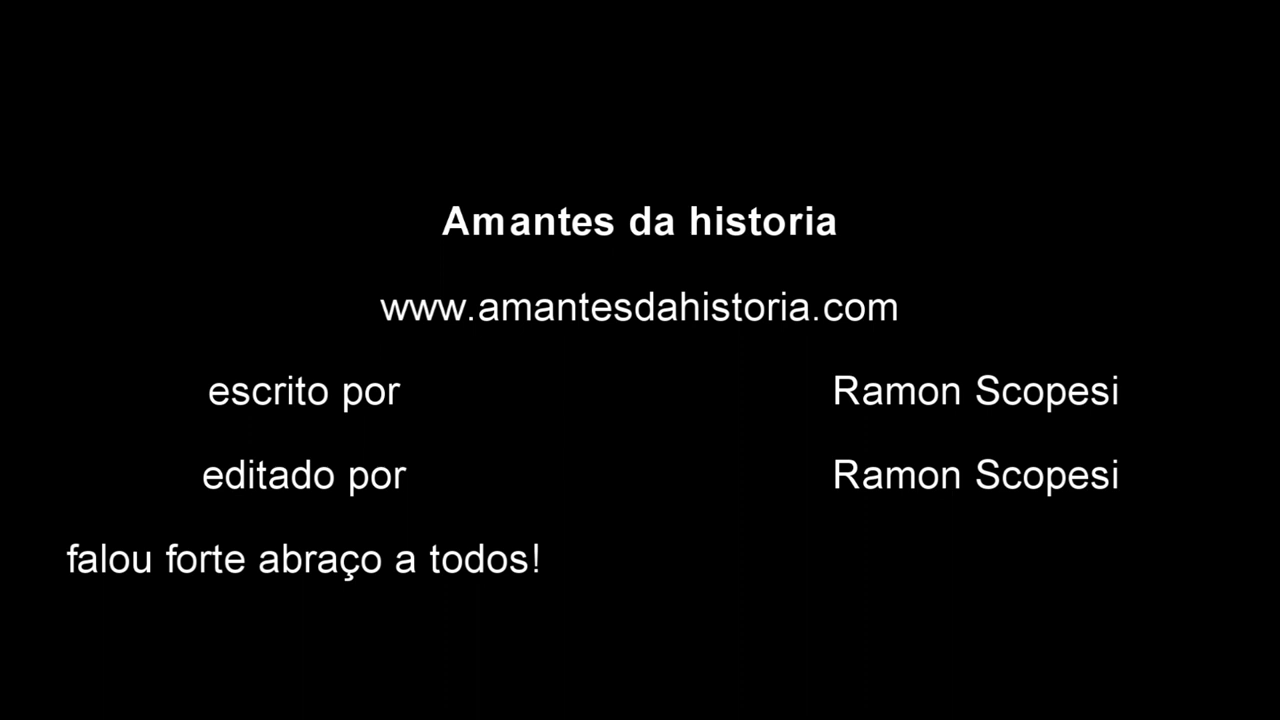 Amantes da historia
www.amantesdahistoria.com
escrito por Ramon Scopesi
editado por Ramon Scopesi
falou forte abraço a todos!